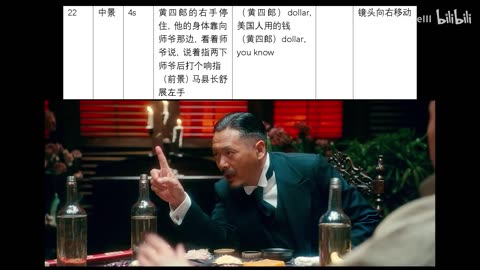 22
中景
4s
黄四郎的右手停
住，他的身体靠向
师爷那边，看着师
爷说，说着指两下
师爷后打个响指
（前景）马县长舒
展左手
（黄四郎）dollar,
美国人用的钱
（黄四郎）dollar,
you know
镜头向右移动
bilibili